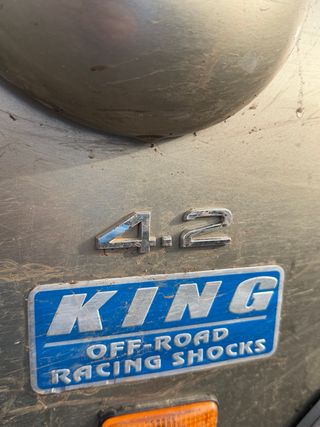 4.2
KING
OFF-ROAD
RACING SHOCKS